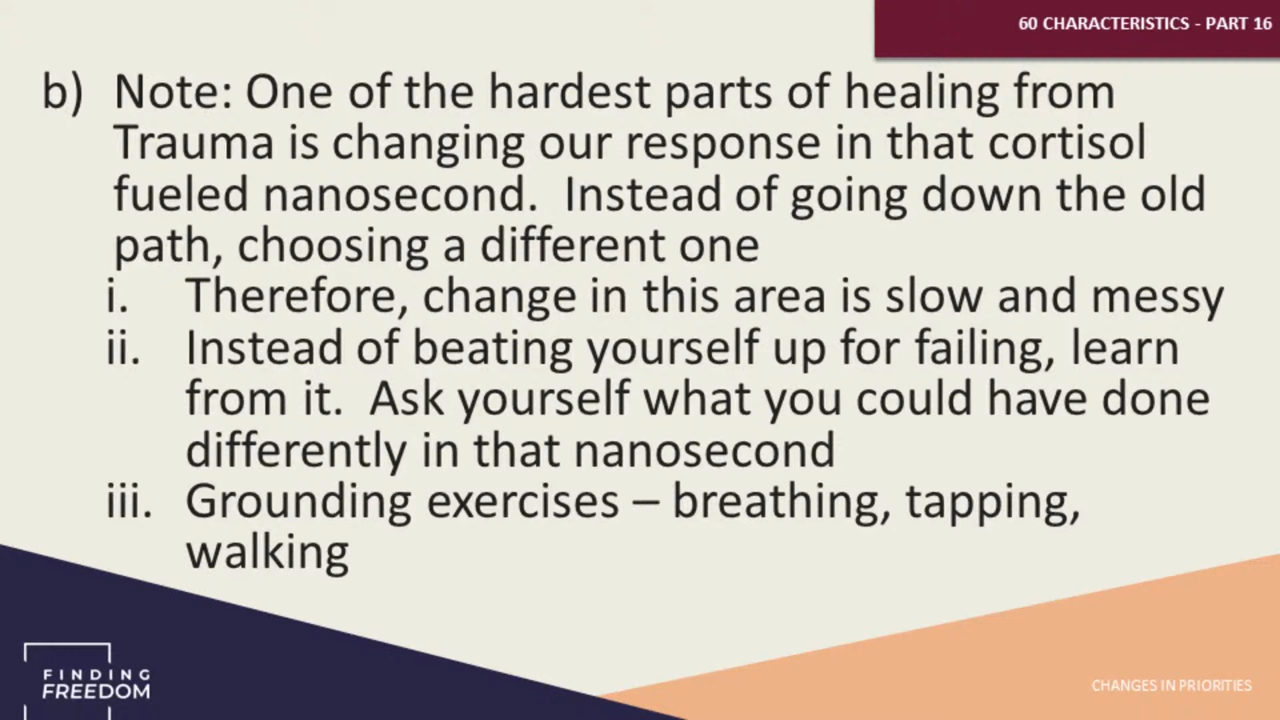 60 CHARACTERISTICS - PART 16
b) Note: One of the hardest parts of healing from
Trauma is changing our response in that cortisol
fueled nanosecond.  Instead of going down the old
path, choosing a different one
i. Therefore, change in this area is slow and messy
ii. Instead of beating yourself up for failing, learn
from it.  Ask yourself what you could have done
differently in that nanosecond
iii. Grounding exercises – breathing, tapping,
walking
FINDING
FREEDOM
CHANGES IN PRIORITIES